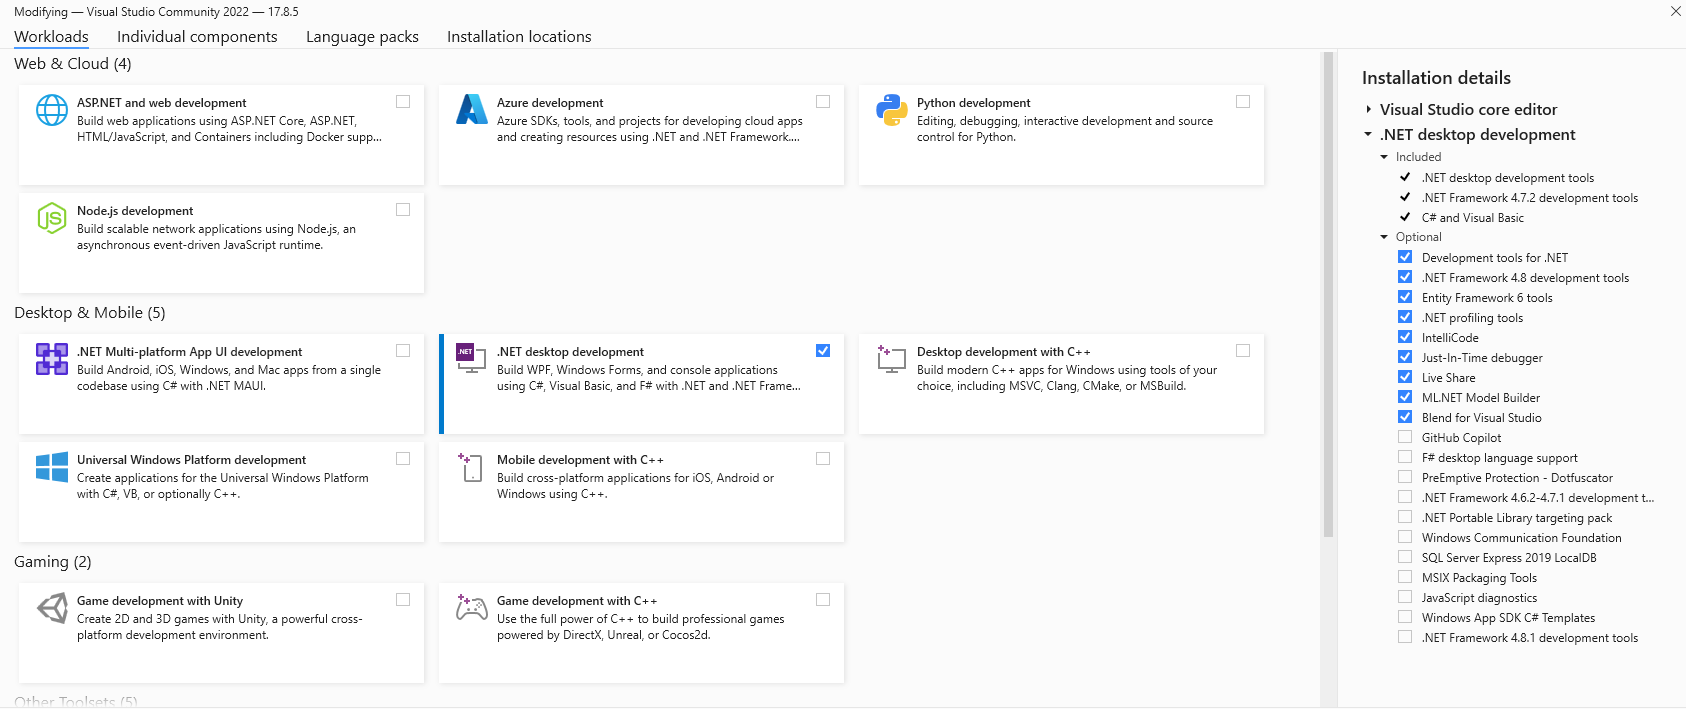 Modifying — Visual Studio Community 2022 — 17.8.5
Workloads
Individual components
Language packs
Installation locations
Web & Cloud (4)
ASP.NET and web development
Build web applications using ASP.NET Core, ASP.NET,
HTML/JavaScript, and Containers including Docker supp...
Azure development
Azure SDKs, tools, and projects for developing cloud apps
and creating resources using .NET and .NET Framework....
Python development
Editing, debugging, interactive development and source
control for Python.
Node.js development
Build scalable network applications using Node.js, an
asynchronous event-driven JavaScript runtime.
Desktop & Mobile (5)
.NET Multi-platform App UI development
Build Android, iOS, Windows, and Mac apps from a single
codebase using C# with .NET MAUI.
.NET
.NET desktop development
Build WPF, Windows Forms, and console applications
using C#, Visual Basic, and F# with .NET and .NET Frame...
Desktop development with C++
Build modern C++ apps for Windows using tools of your
choice, including MSVC, Clang, CMake, or MSBuild.
Universal Windows Platform development
Create applications for the Universal Windows Platform
with C#, VB, or optionally C++.
Mobile development with C++
Build cross-platform applications for iOS, Android or
Windows using C++.
Gaming (2)
Game development with Unity
Create 2D and 3D games with Unity, a powerful cross-
platform development environment.
Game development with C++
Use the full power of C++ to build professional games
powered by DirectX, Unreal, or Cocos2d.
Other Toolsets (5)
Installation details
Visual Studio core editor
.NET desktop development
Included
.NET desktop development tools
.NET Framework 4.7.2 development tools
C# and Visual Basic
Optional
Development tools for .NET
.NET Framework 4.8 development tools
Entity Framework 6 tools
.NET profiling tools
IntelliCode
Just-In-Time debugger
Live Share
ML.NET Model Builder
Blend for Visual Studio
GitHub Copilot
F# desktop language support
PreEmptive Protection - Dotfuscator
.NET Framework 4.6.2-4.7.1 development t...
.NET Portable Library targeting pack
Windows Communication Foundation
SQL Server Express 2019 LocalDB
MSIX Packaging Tools
JavaScript diagnostics
Windows App SDK C# Templates
.NET Framework 4.8.1 development tools